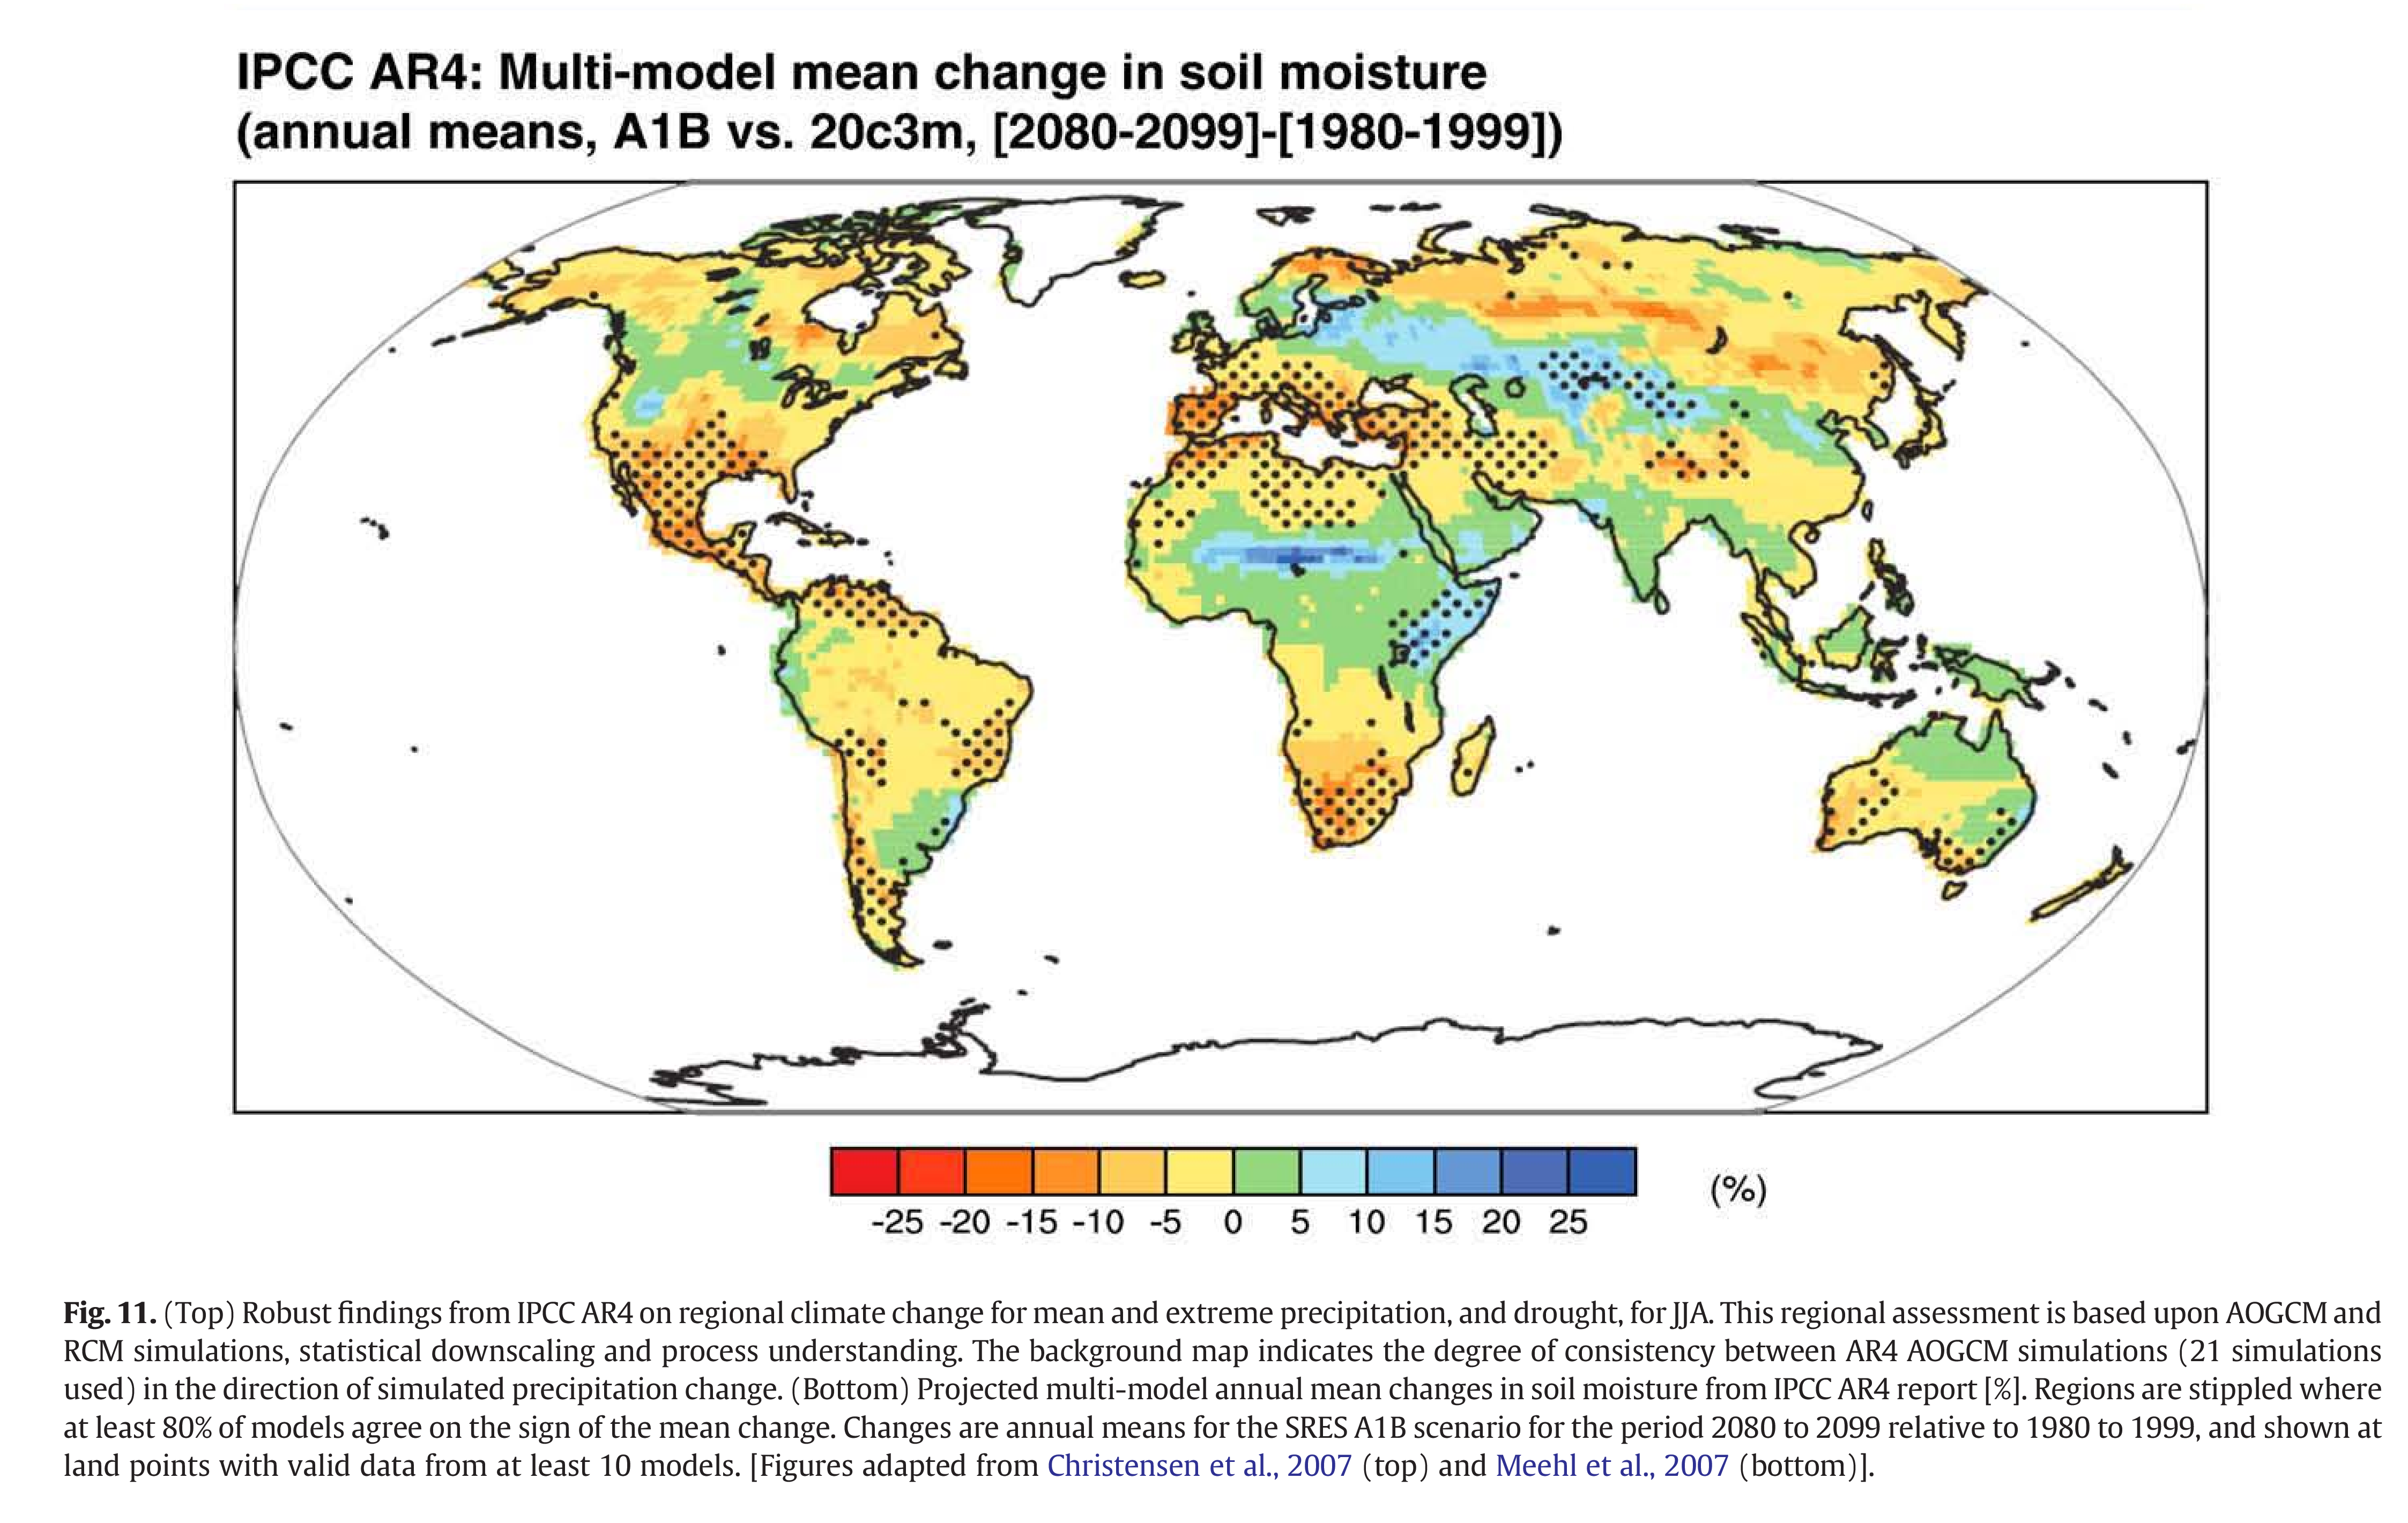 IPCC AR4: Multi-model mean change in soil moisture
(annual means, A1B vs. 20c3m, [2080-2099]-[1980-1999])
-25 -20 -15 -10 -5 0 5 10 15 20 25
(%)
Fig. 11. (Top) Robust findings from IPCC AR4 on regional climate change for mean and extreme precipitation, and drought, for JJA. This regional assessment is based upon AOGCM and
RCM simulations, statistical downscaling and process understanding. The background map indicates the degree of consistency between AR4 AOGCM simulations (21 simulations
used) in the direction of simulated precipitation change. (Bottom) Projected multi-model annual mean changes in soil moisture from IPCC AR4 report [%]. Regions are stippled where
at least 80% of models agree on the sign of the mean change. Changes are annual means for the SRES A1B scenario for the period 2080 to 2099 relative to 1980 to 1999, and shown at
land points with valid data from at least 10 models. [Figures adapted from Christensen et al., 2007 (top) and Meehl et al., 2007 (bottom)].